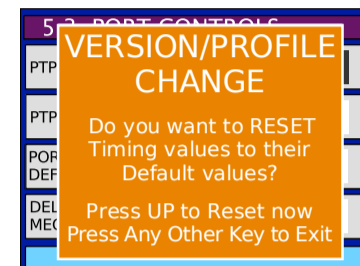 5
VERSION/PROFILE
CHANGE
PTP
Do you want to RESET
PTP
Timing values to their
Default values?
POR
DEF
DEL
Press UP to Reset now
MEC
Press Any Other Key to Exit